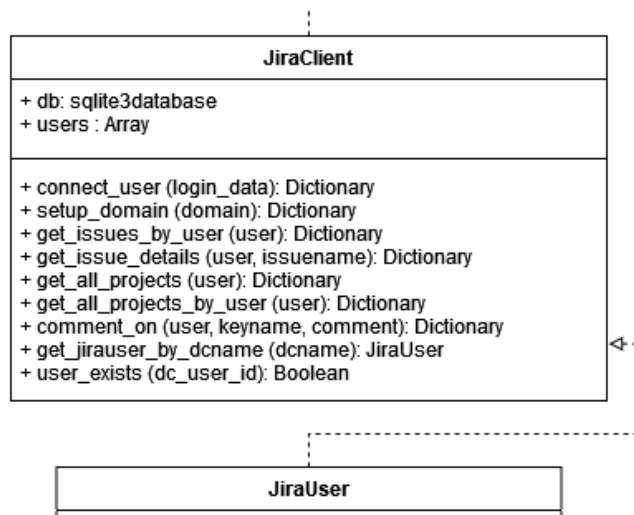 JiraClient
+ db: sqlite3database
+ users : Array
+ connect_user (login_data): Dictionary
+ setup_domain (domain): Dictionary
+ get_issues_by_user (user): Dictionary
+ get_issue_details (user, issuename): Dictionary
+ get_all_projects (user): Dictionary
+ get_all_projects_by_user (user): Dictionary
+ comment_on (user, keyname, comment): Dictionary
+ get_jirauser_by_dcname (dcname): JiraUser
+ user_exists (dc_user_id): Boolean
JiraUser